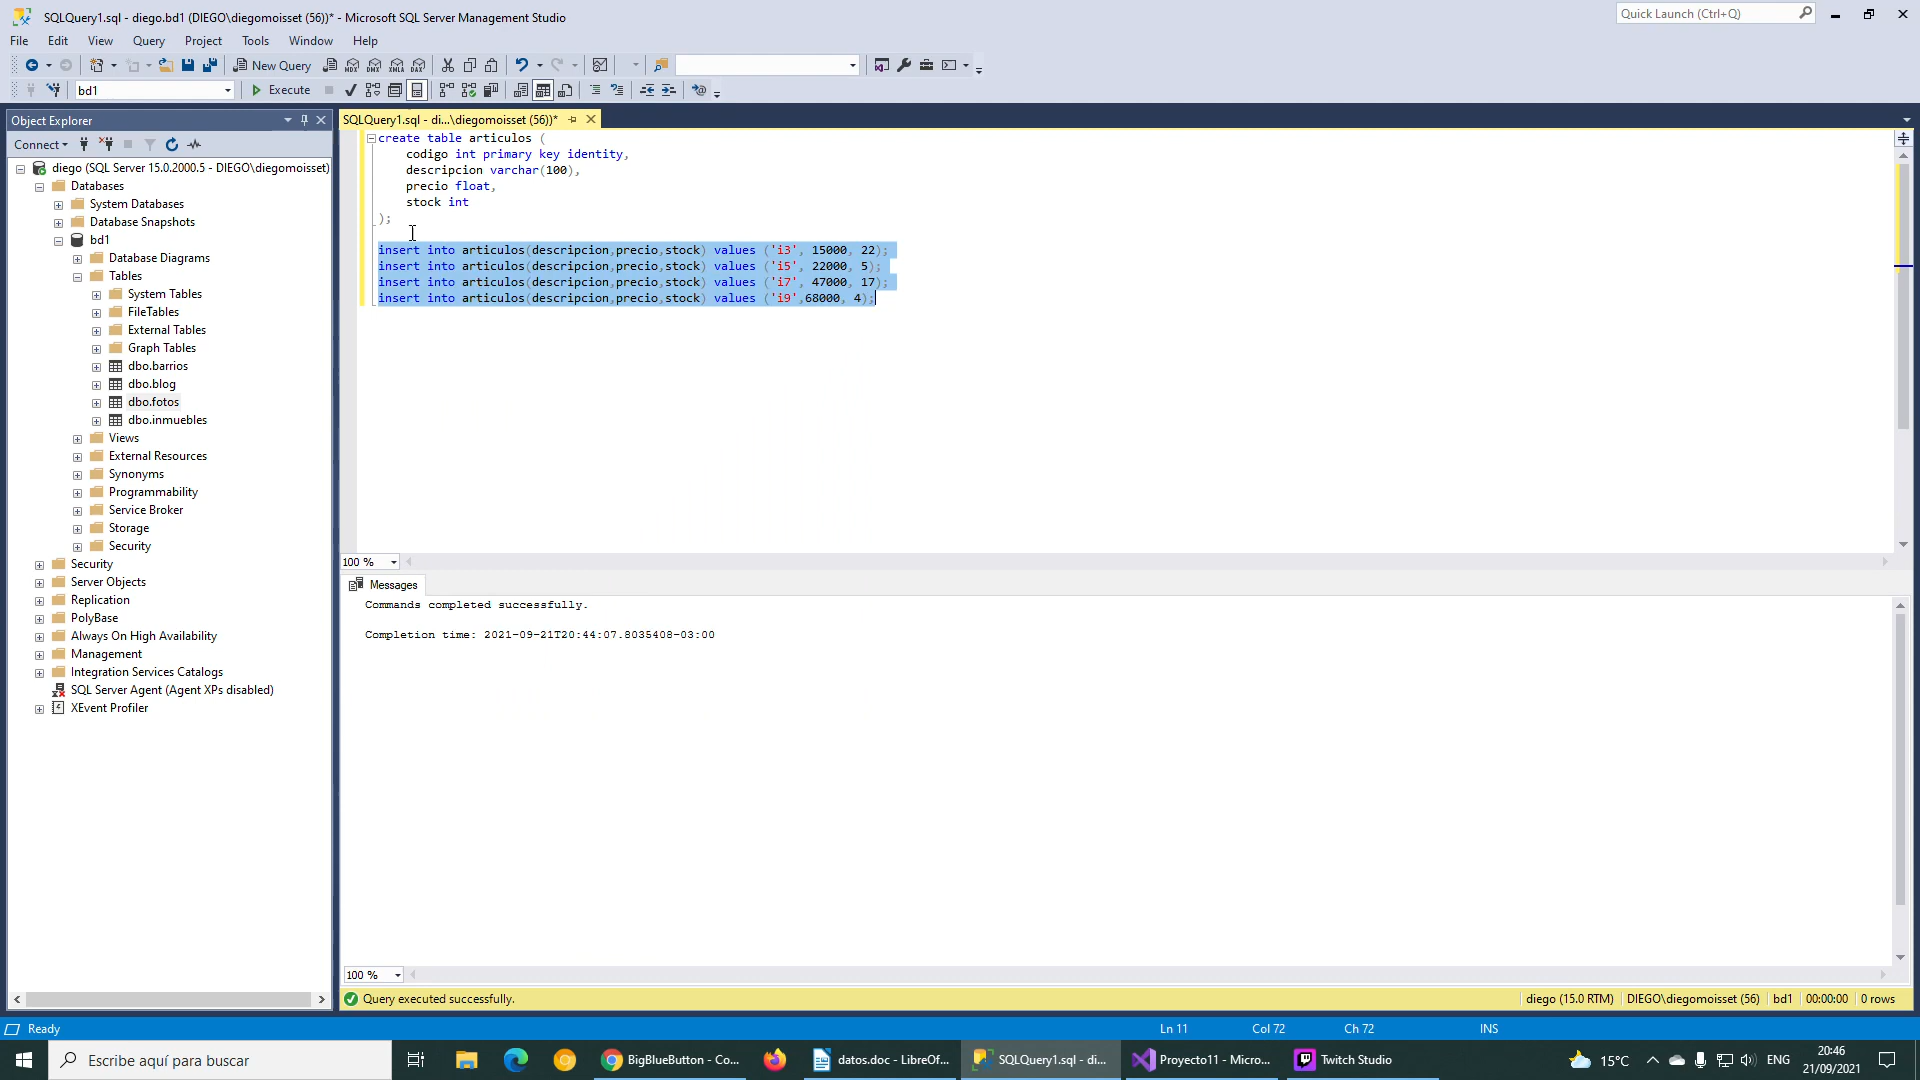 SQLQuery1.sql - diego.bd1 (DIEGO\diegomoisset (56))* - Microsoft SQL Server Management Studio
Quick Launch (Ctrl+Q)
File Edit View Query Project Tools Window Help
New Query
bd1
Execute
Object Explorer
SQLQuery1.sql - di...\diegomoisset (56))*
Connect
diego (SQL Server 15.0.2000.5 - DIEGO\diegomoisset)
Databases
System Databases
Database Snapshots
bd1
Database Diagrams
Tables
System Tables
FileTables
External Tables
Graph Tables
dbo.barrios
dbo.blog
dbo.fotos
dbo.inmuebles
Views
External Resources
Synonyms
Programmability
Service Broker
Storage
Security
Security
Server Objects
Replication
PolyBase
Always On High Availability
Management
Integration Services Catalogs
SQL Server Agent (Agent XPs disabled)
XEvent Profiler
create table articulos (
codigo int primary key identity,
descripcion varchar(100),
precio float,
stock int
);
insert into articulos(descripcion,precio,stock) values ('i3', 15000, 22);
insert into articulos(descripcion,precio,stock) values ('i5', 22000, 5);
insert into articulos(descripcion,precio,stock) values ('i7', 47000, 17);
insert into articulos(descripcion,precio,stock) values ('i9',68000, 4);
100 %
Messages
Commands completed successfully.
Completion time: 2021-09-21T20:44:07.8035408-03:00
100 %
Query executed successfully.
diego (15.0 RTM) DIEGO\diegomoisset (56) bd1 00:00:00 0 rows
Ready
Ln 11 Col 72 Ch 72 INS
Escribe aquí para buscar
BigBlueButton - Co...
datos.doc - LibreOf...
SQLQuery1.sql - di...
Proyecto11 - Micro...
Twitch Studio
15°C
ENG
20:46
21/09/2021